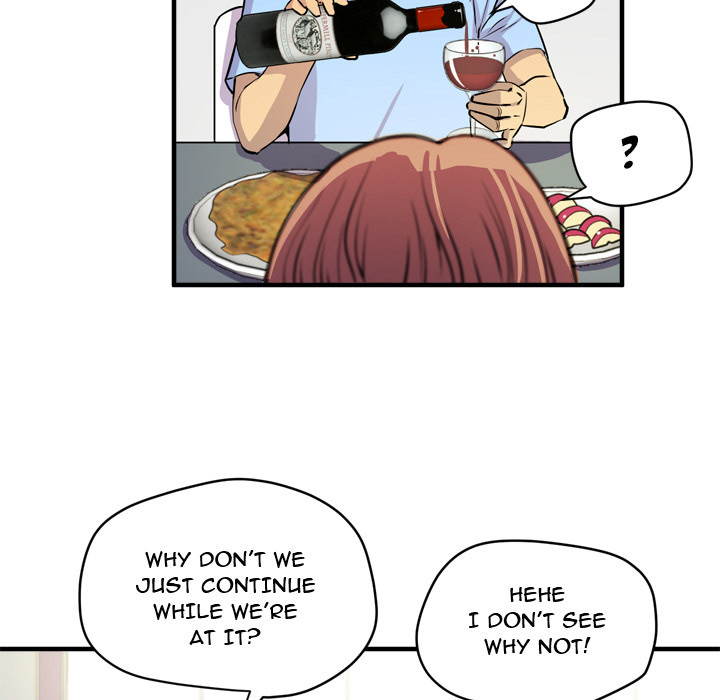 ?
WHY DON'T WE
JUST CONTINUE
WHILE WE'RE
AT IT?
HEHE
I DON'T SEE
WHY NOT!